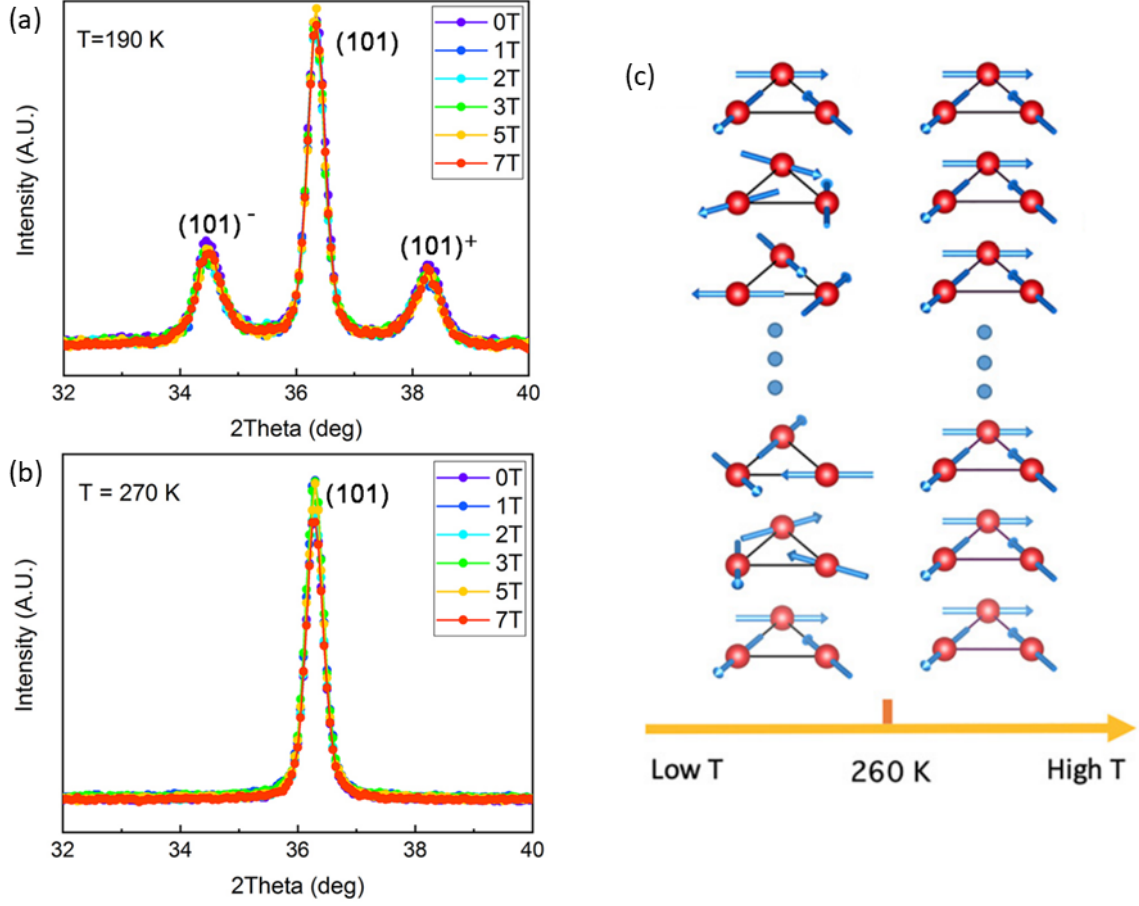 (a)
T=190 K
(101)
0T
1T
2T
3T
5T
7T
(101)⁻
(101)⁺
Intensity (A.U.)
32
34
36
38
40
2Theta (deg)
(b)
T = 270 K
(101)
0T
1T
2T
3T
5T
7T
Intensity (A.U.)
32
34
36
38
40
2Theta (deg)
(c)
Low T
260 K
High T